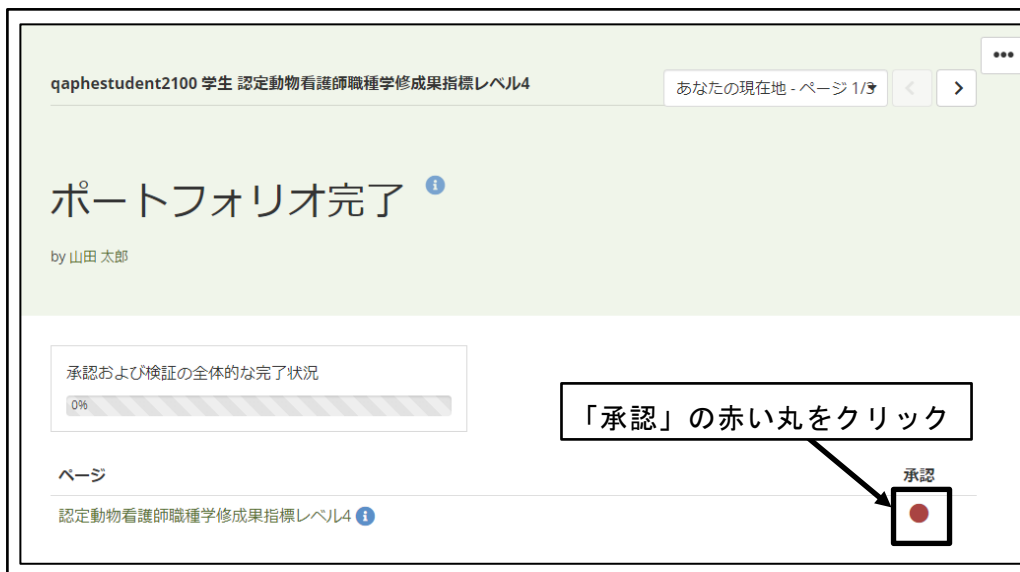 qaphestudent2100 学生 認定動物看護師職種学修成果指標レベル4
あなたの現在地 - ページ 1/3
ポートフォリオ完了
by 山田 太郎
承認および検証の全体的な完了状況
0%
「承認」の赤い丸をクリック
ページ 承認
認定動物看護師職種学修成果指標レベル4